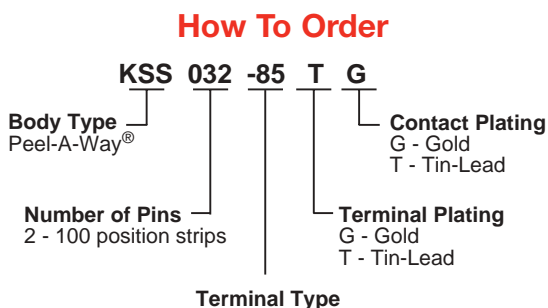 How To Order
KSS 032 -85 T G
Body Type
Peel-A-Way®
Contact Plating
G - Gold
T - Tin-Lead
Number of Pins
2 - 100 position strips
Terminal Plating
G - Gold
T - Tin-Lead
Terminal Type